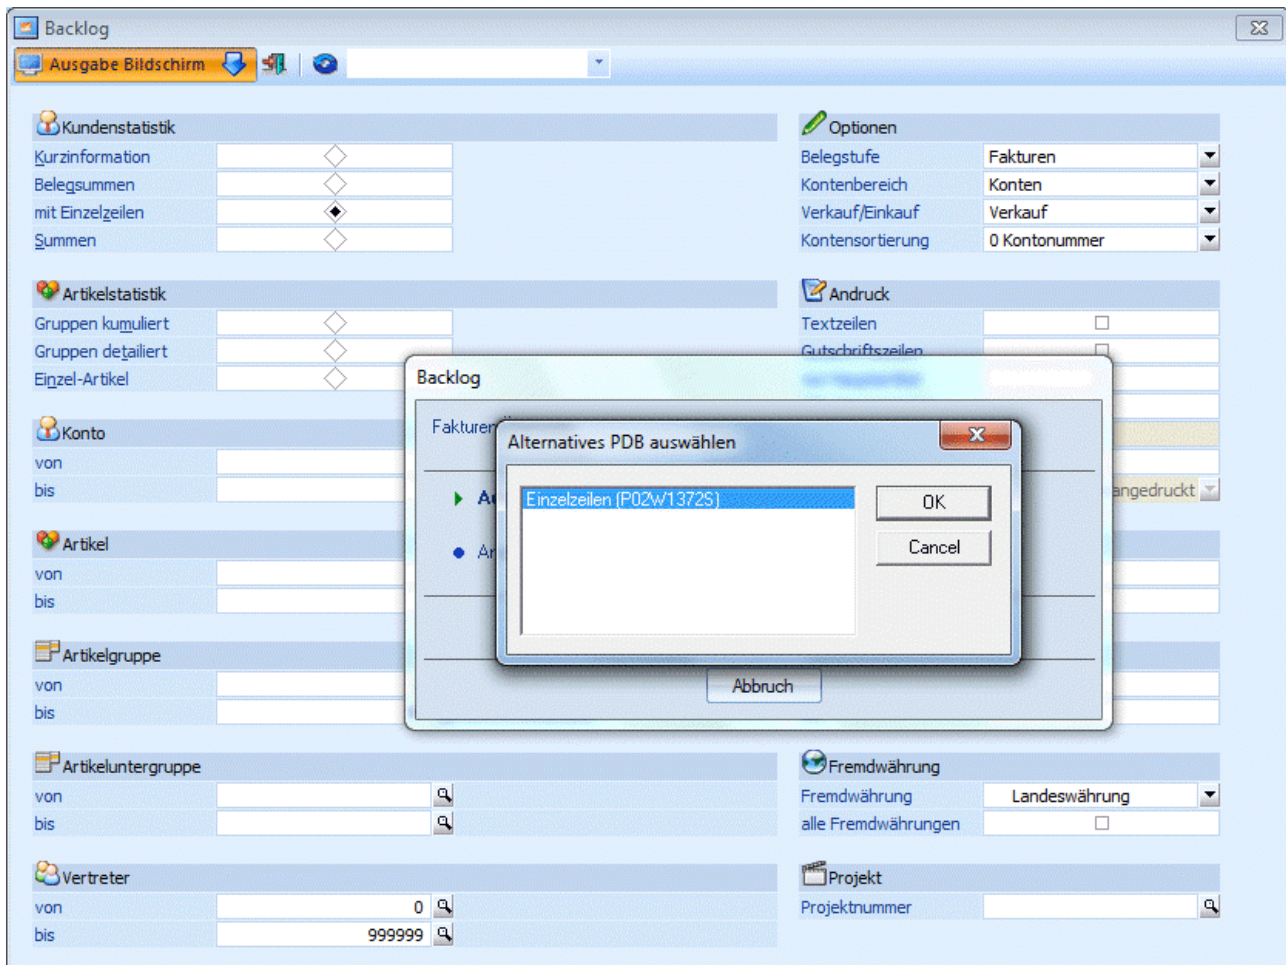 Backlog
Ausgabe Bildschirm
Kundenstatistik
Kurzinformation
Belegsummen
mit Einzelzeilen
Summen
Optionen
Belegstufe Fakturen
Kontenbereich Konten
Verkauf/Einkauf Verkauf
Kontensortierung 0 Kontonummer
Artikelstatistik
Gruppen kumuliert
Gruppen detailiert
Einzel-Artikel
Andruck
Textzeilen
Gutschriftszeilen
Backlog
Fakturen
Alternatives PDB auswählen
Einzelzeilen (P02W1372S)
OK
Cancel
Abbruch
angedruckt
Konto
von
bis
Artikel
von
bis
Artikelgruppe
von
bis
Artikeluntergruppe
von
bis
Fremdwährung
Fremdwährung Landeswährung
alle Fremdwährungen
Vertreter
von 0
bis 999999
Projekt
Projektnummer